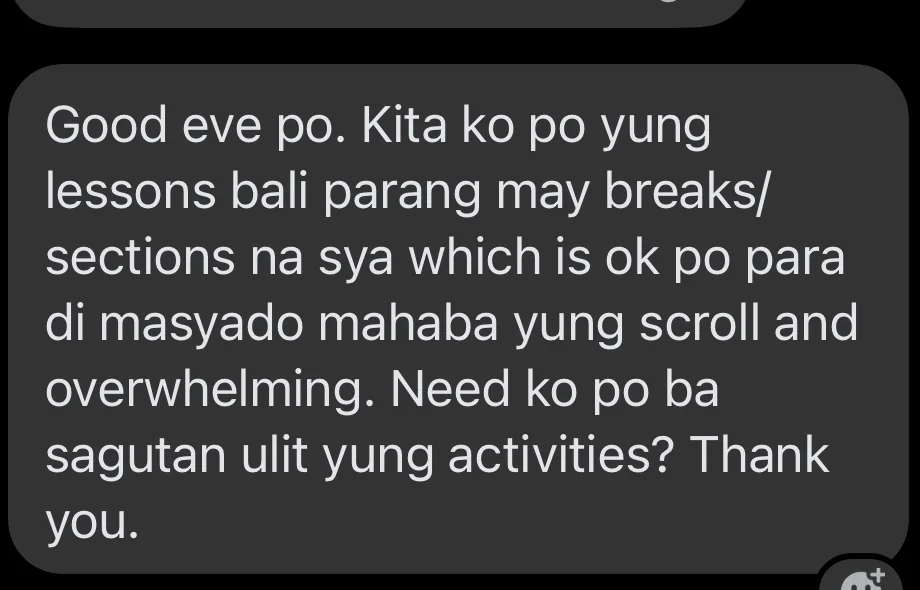 Good eve po. Kita ko po yung
lessons bali parang may breaks/
sections na sya which is ok po para
di masyado mahaba yung scroll and
overwhelming. Need ko po ba
sagutan ulit yung activities? Thank
you.